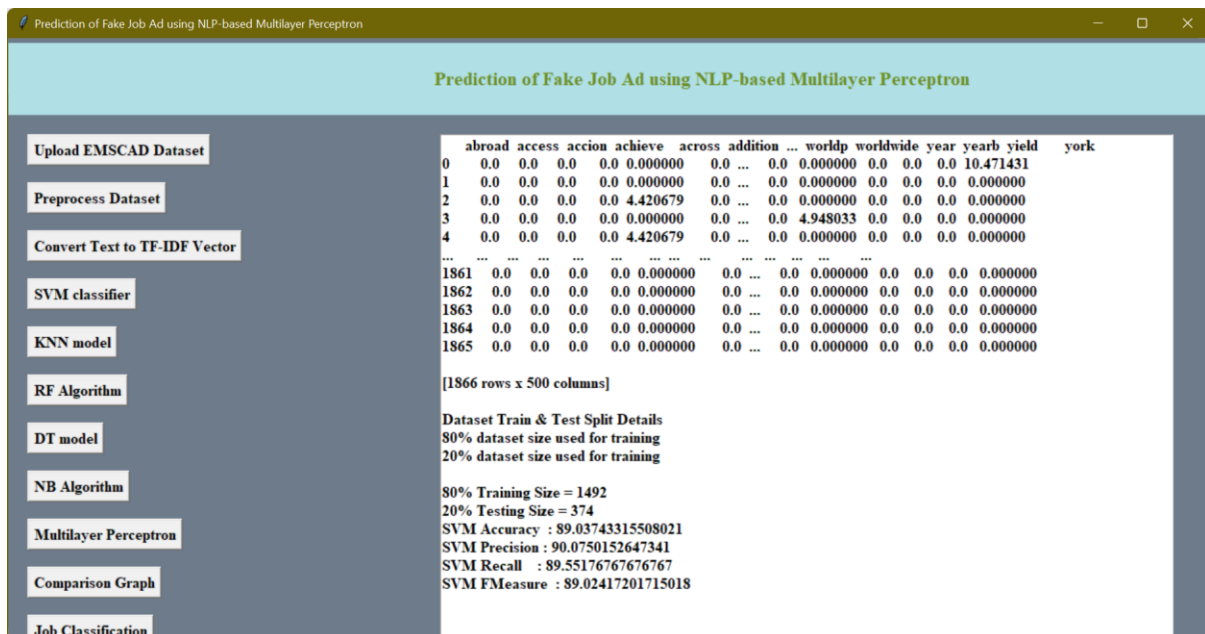 Prediction of Fake Job Ad using NLP-based Multilayer Perceptron
Prediction of Fake Job Ad using NLP-based Multilayer Perceptron
Upload EMSCAD Dataset
Preprocess Dataset
Convert Text to TF-IDF Vector
SVM classifier
KNN model
RF Algorithm
DT model
NB Algorithm
Multilayer Perceptron
Comparison Graph
Job Classification
abroad access accion achieve across addition ... worldp worldwide year yearb yield york
0 0.0 0.0 0.0 0.0 0.000000 0.0 ... 0.0 0.000000 0.0 0.0 0.0 10.471431
1 0.0 0.0 0.0 0.0 0.000000 0.0 ... 0.0 0.000000 0.0 0.0 0.0 0.000000
2 0.0 0.0 0.0 0.0 4.420679 0.0 ... 0.0 0.000000 0.0 0.0 0.0 0.000000
3 0.0 0.0 0.0 0.0 0.000000 0.0 ... 0.0 4.948033 0.0 0.0 0.0 0.000000
4 0.0 0.0 0.0 0.0 4.420679 0.0 ... 0.0 0.000000 0.0 0.0 0.0 0.000000
... ... ... ... ... ... ... ... ... ... ... ... ... ...
1861 0.0 0.0 0.0 0.0 0.000000 0.0 ... 0.0 0.000000 0.0 0.0 0.0 0.000000
1862 0.0 0.0 0.0 0.0 0.000000 0.0 ... 0.0 0.000000 0.0 0.0 0.0 0.000000
1863 0.0 0.0 0.0 0.0 0.000000 0.0 ... 0.0 0.000000 0.0 0.0 0.0 0.000000
1864 0.0 0.0 0.0 0.0 0.000000 0.0 ... 0.0 0.000000 0.0 0.0 0.0 0.000000
1865 0.0 0.0 0.0 0.0 0.000000 0.0 ... 0.0 0.000000 0.0 0.0 0.0 0.000000
[1866 rows x 500 columns]
Dataset Train & Test Split Details
80% dataset size used for training
20% dataset size used for training
80% Training Size = 1492
20% Testing Size = 374
SVM Accuracy : 89.03743315508021
SVM Precision : 90.0750152647341
SVM Recall : 89.55176767676767
SVM FMeasure : 89.02417201715018